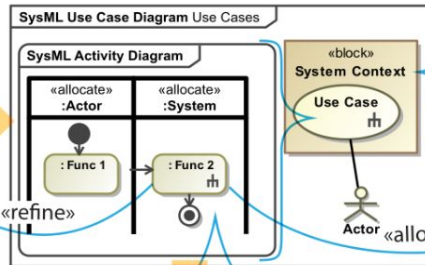 SysML Use Case Diagram Use Cases
SysML Activity Diagram
«allocate»
:Actor
«allocate»
:System
: Func 1
: Func 2
«refine»
«block»
System Context
Use Case
Actor
«allo